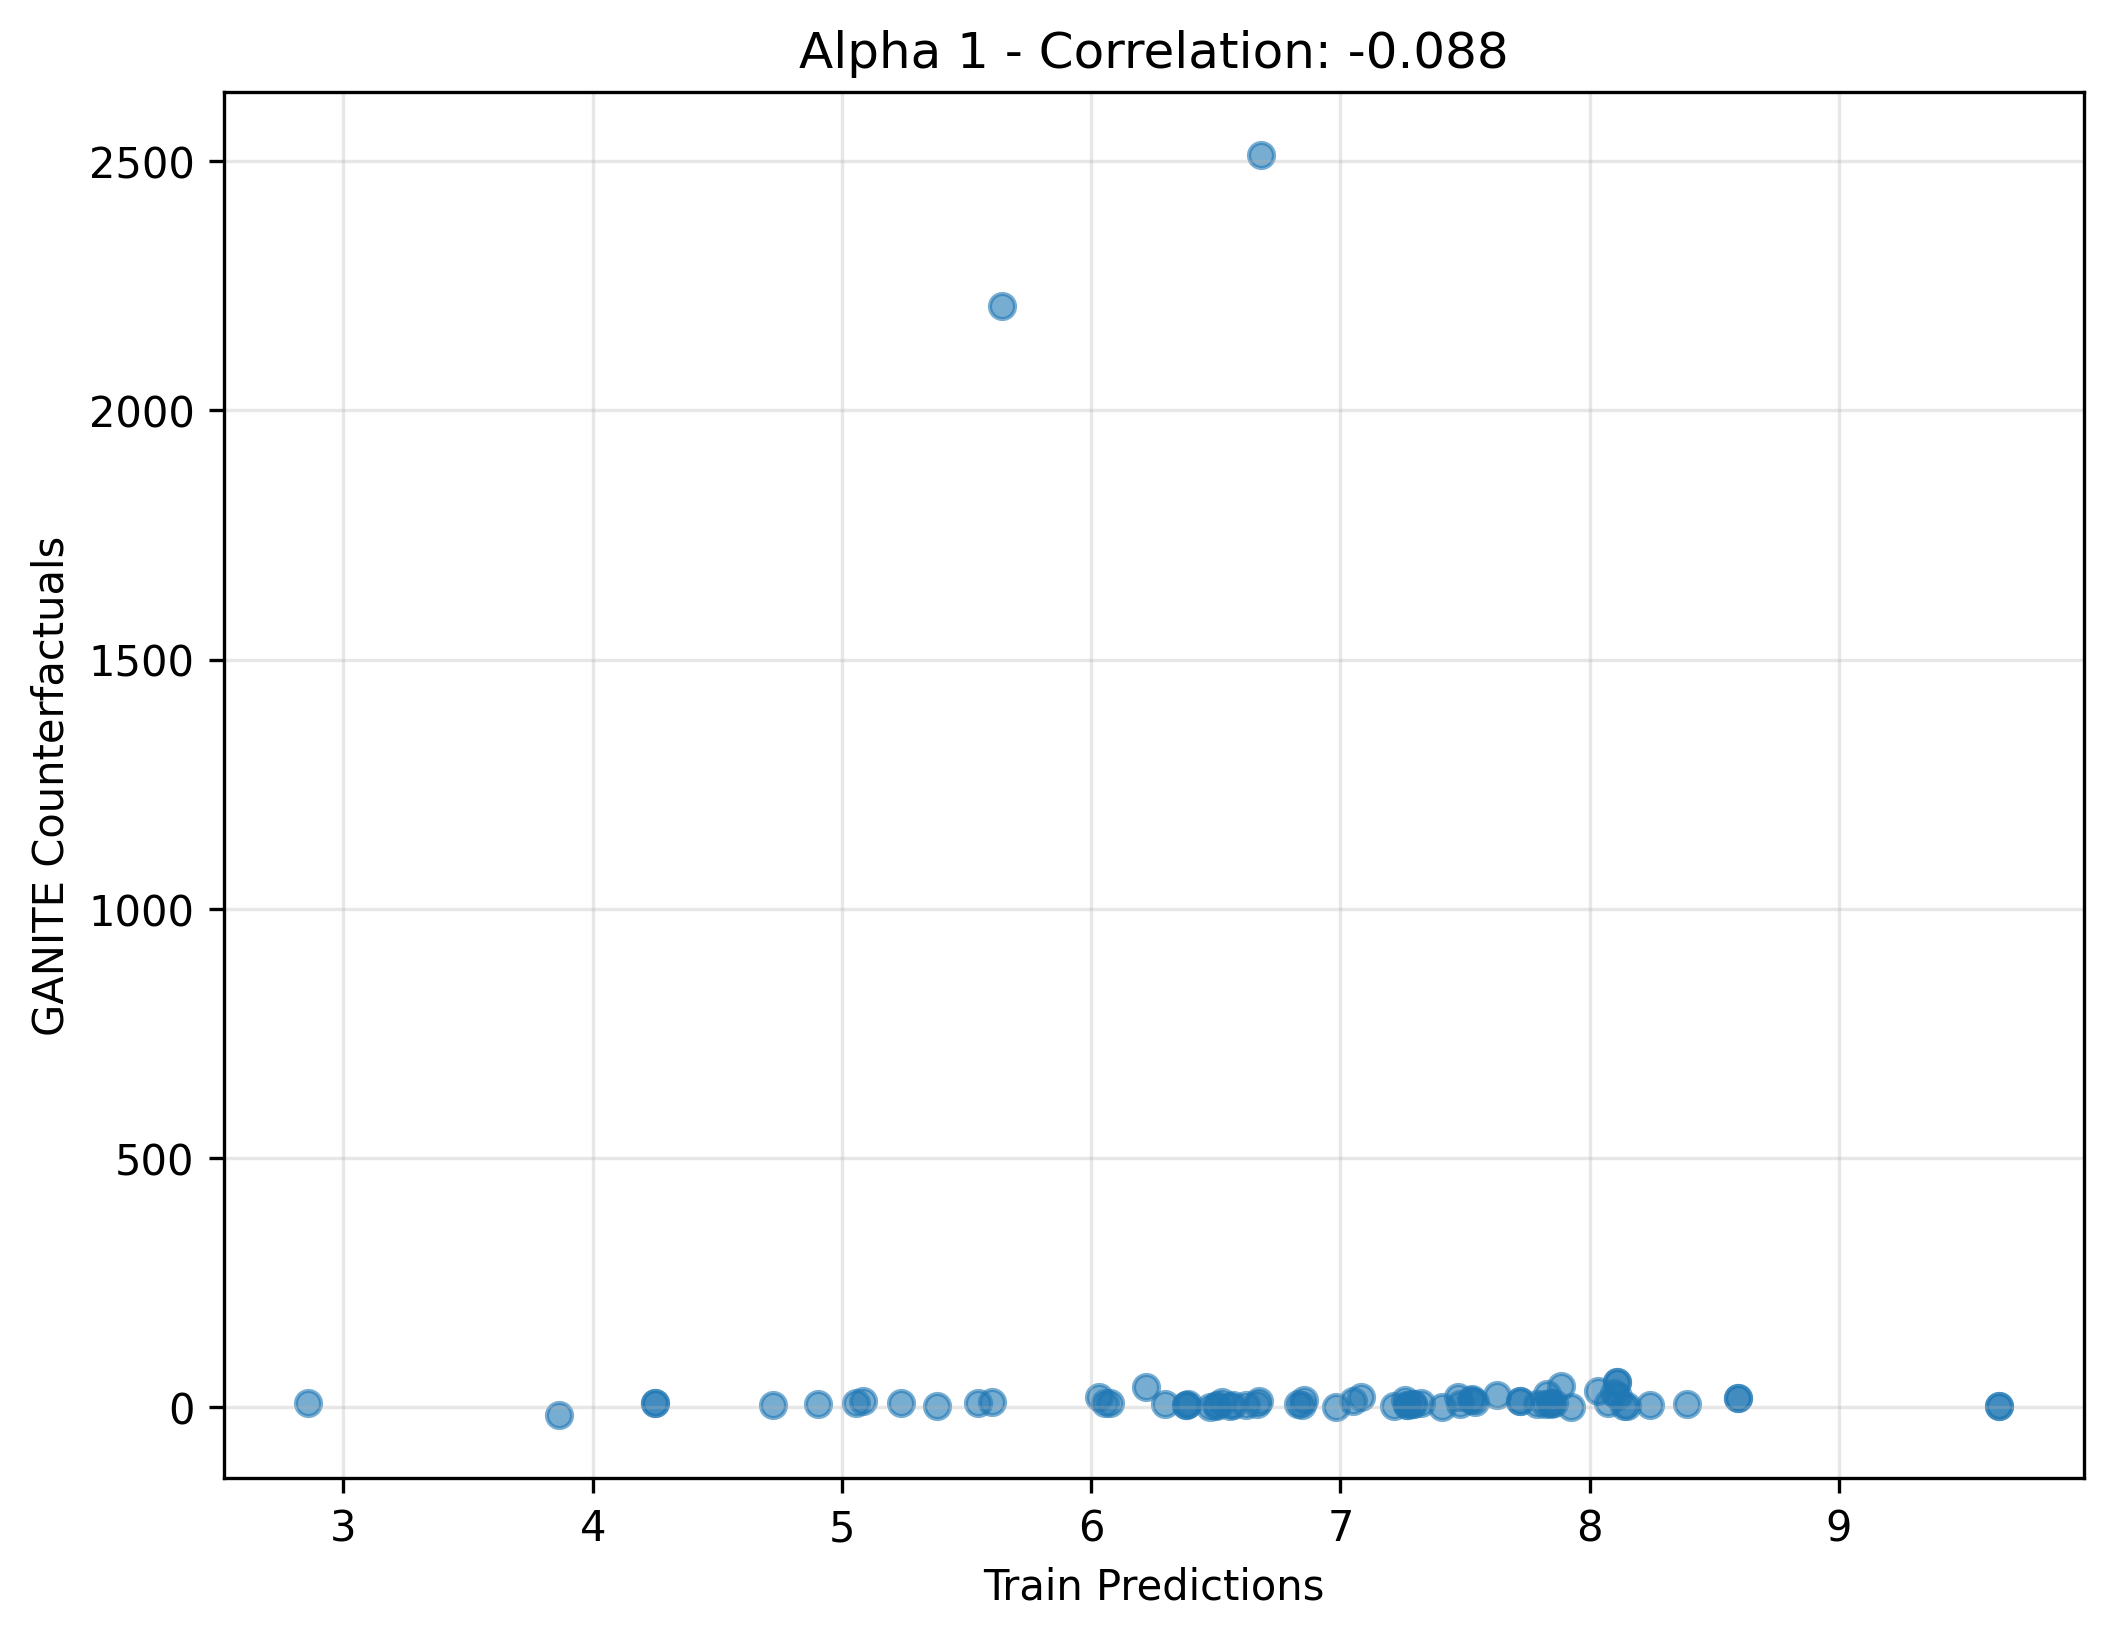 Alpha 1 - Correlation: -0.088
2500
2000
1500
1000
500
0
GANITE Counterfactuals
3 4 5 6 7 8 9
Train Predictions